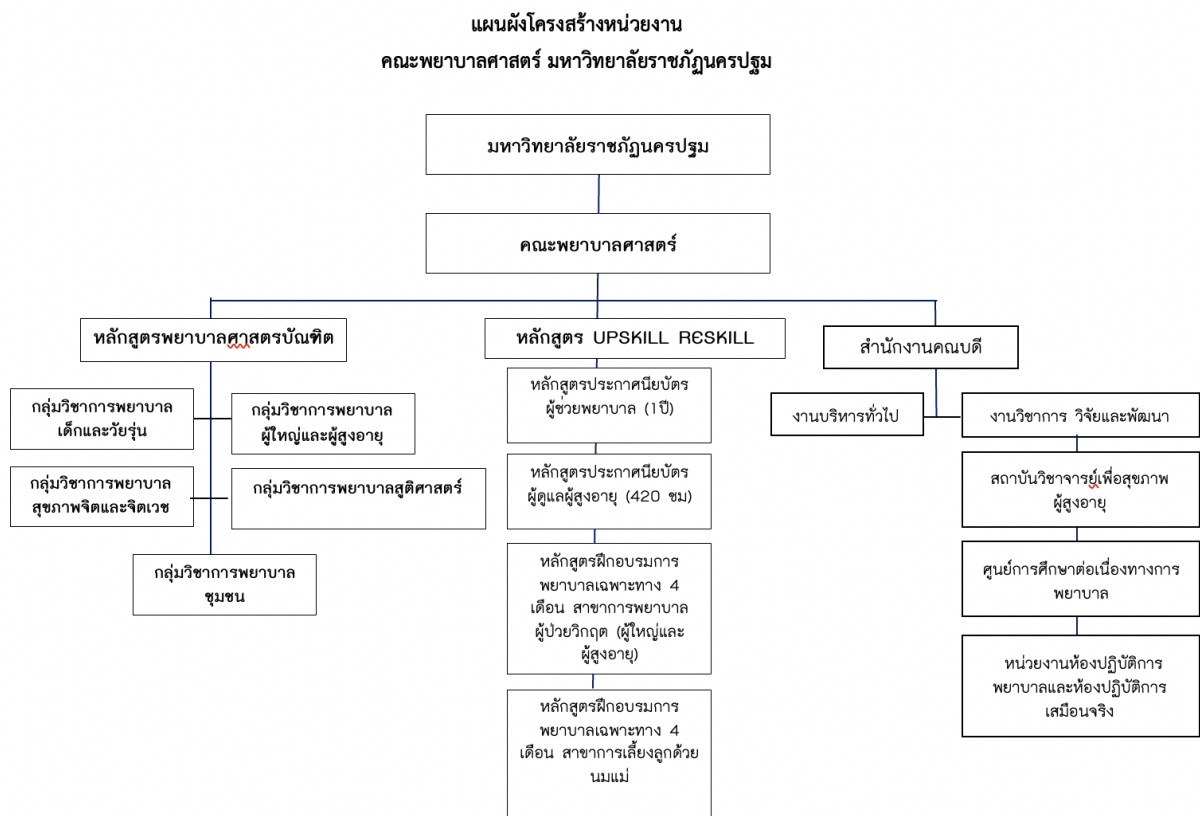 แผนผังโครงสร้างหน่วยงาน
คณะพยาบาลศาสตร์ มหาวิทยาลัยราชภัฏนครปฐม
มหาวิทยาลัยราชภัฏนครปฐม
คณะพยาบาลศาสตร์
หลักสูตรพยาบาลศาสตรบัณฑิต
กลุ่มวิชาการพยาบาล
เด็กและวัยรุ่น
กลุ่มวิชาการพยาบาล
ผู้ใหญ่และผู้สูงอายุ
กลุ่มวิชาการพยาบาล
สุขภาพจิตและจิตเวช
กลุ่มวิชาการพยาบาลสูติศาสตร์
กลุ่มวิชาการพยาบาล
ชุมชน
หลักสูตร UPSKILL RESKILL
หลักสูตรประกาศนียบัตร
ผู้ช่วยพยาบาล (1ปี)
หลักสูตรประกาศนียบัตร
ผู้ดูแลผู้สูงอายุ (420 ชม)
หลักสูตรฝึกอบรมการ
พยาบาลเฉพาะทาง 4
เดือน สาขาการพยาบาล
ผู้ป่วยวิกฤต (ผู้ใหญ่และ
ผู้สูงอายุ)
หลักสูตรฝึกอบรมการ
พยาบาลเฉพาะทาง 4
เดือน สาขาการเลี้ยงลูกด้วย
นมแม่
สำนักงานคณบดี
งานบริหารทั่วไป
งานวิชาการ วิจัยและพัฒนา
สถาบันวิชาจารย์เพื่อสุขภาพ
ผู้สูงอายุ
ศูนย์การศึกษาต่อเนื่องทางการ
พยาบาล
หน่วยงานห้องปฏิบัติการ
พยาบาลและห้องปฏิบัติการ
เสมือนจริง